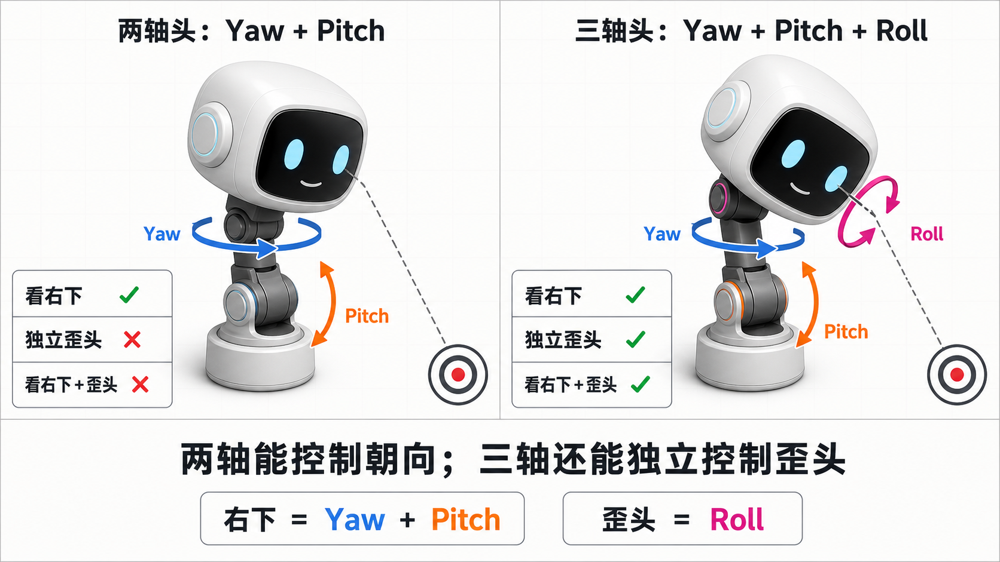 两轴头：Yaw + Pitch
Yaw
Pitch
看右下
独立歪头
看右下+歪头
三轴头：Yaw + Pitch + Roll
Yaw
Roll
Pitch
看右下
独立歪头
看右下+歪头
两轴能控制朝向；三轴还能独立控制歪头
右下 = Yaw + Pitch
歪头 = Roll